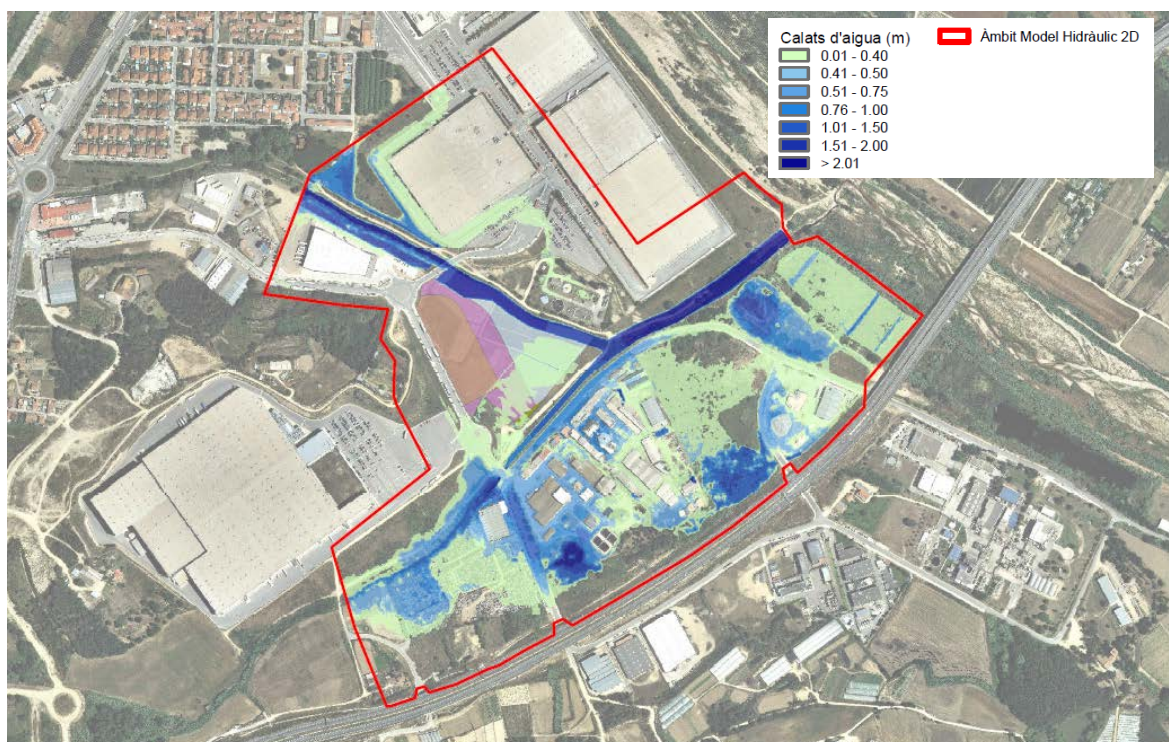 Calats d'aigua (m)
0.01 - 0.40
0.41 - 0.50
0.51 - 0.75
0.76 - 1.00
1.01 - 1.50
1.51 - 2.00
> 2.01
Àmbit Model Hidràulic 2D